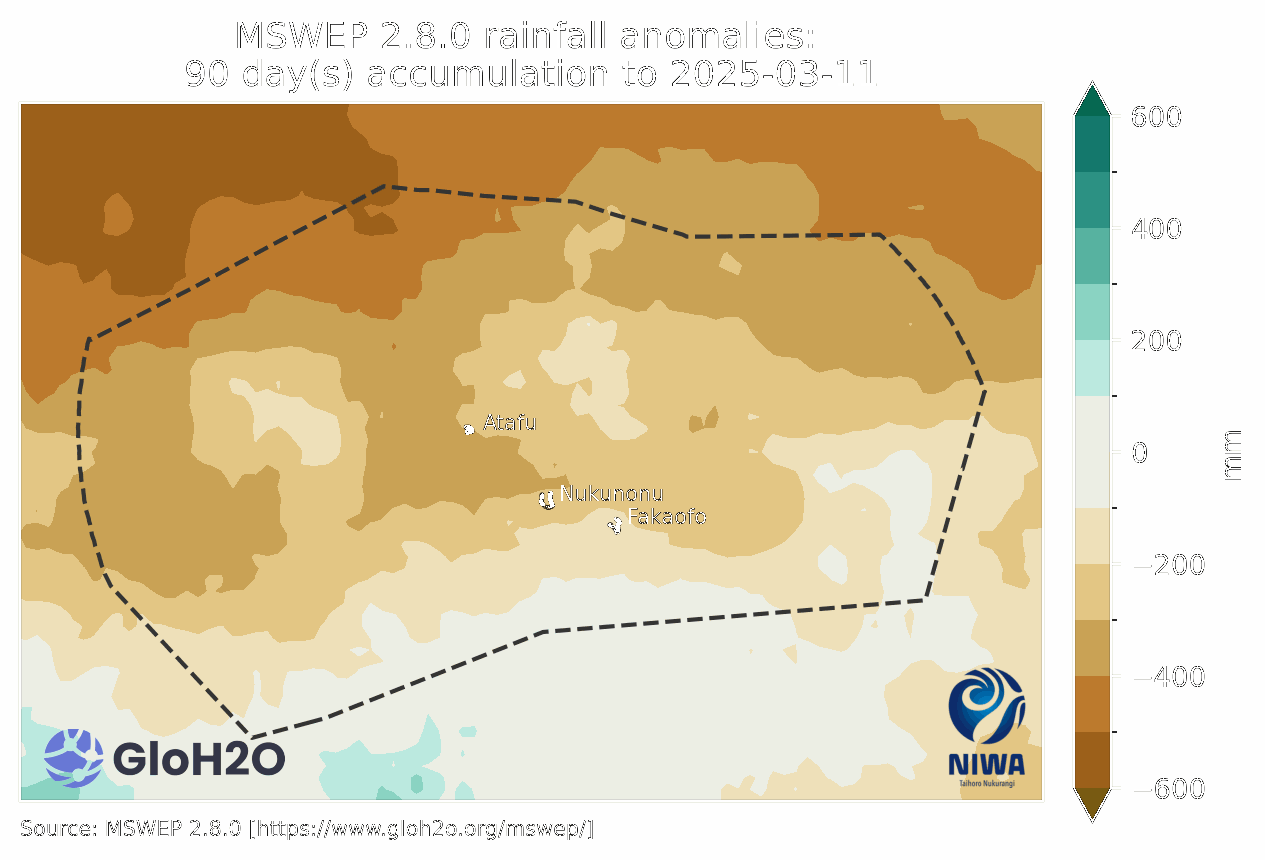 MSWEP 2.8.0 rainfall anomalies:
90 day(s) accumulation to 2025-03-11
600
400
200
0
−200
−400
−600
mm
Atafu
Nukunonu
Fakaofo
GloH2O
NIWA
Taihoro Nukurangi
Source: MSWEP 2.8.0 [https://www.gloh2o.org/mswep/]